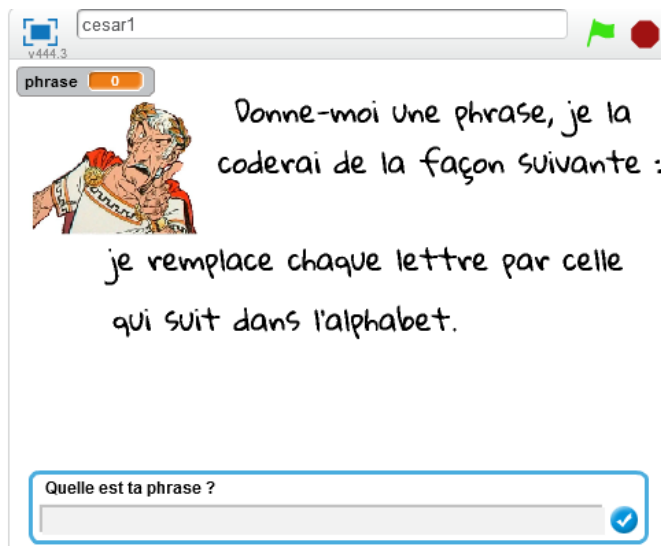 cesar1
v444.3
phrase 0
Donne-moi une phrase, je la
coderai de la façon suivante :
je remplace chaque lettre par celle
qui suit dans l'alphabet.
Quelle est ta phrase ?